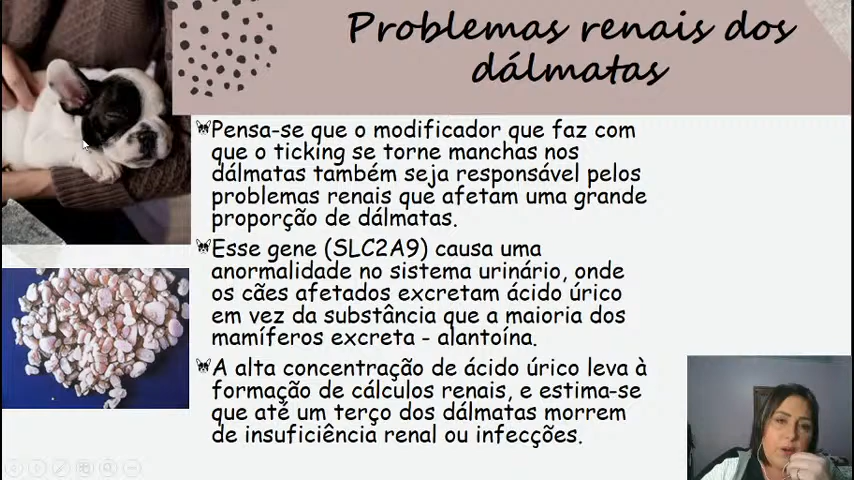 Problemas renais dos
dálmatas
Pensa-se que o modificador que faz com
que o ticking se torne manchas nos
dálmatas também seja responsável pelos
problemas renais que afetam uma grande
proporção de dálmatas.
Esse gene (SLC2A9) causa uma
anormalidade no sistema urinário, onde
os cães afetados excretam ácido úrico
em vez da substância que a maioria dos
mamíferos excreta - alantoína.
A alta concentração de ácido úrico leva à
formação de cálculos renais, e estima-se
que até um terço dos dálmatas morrem
de insuficiência renal ou infecções.